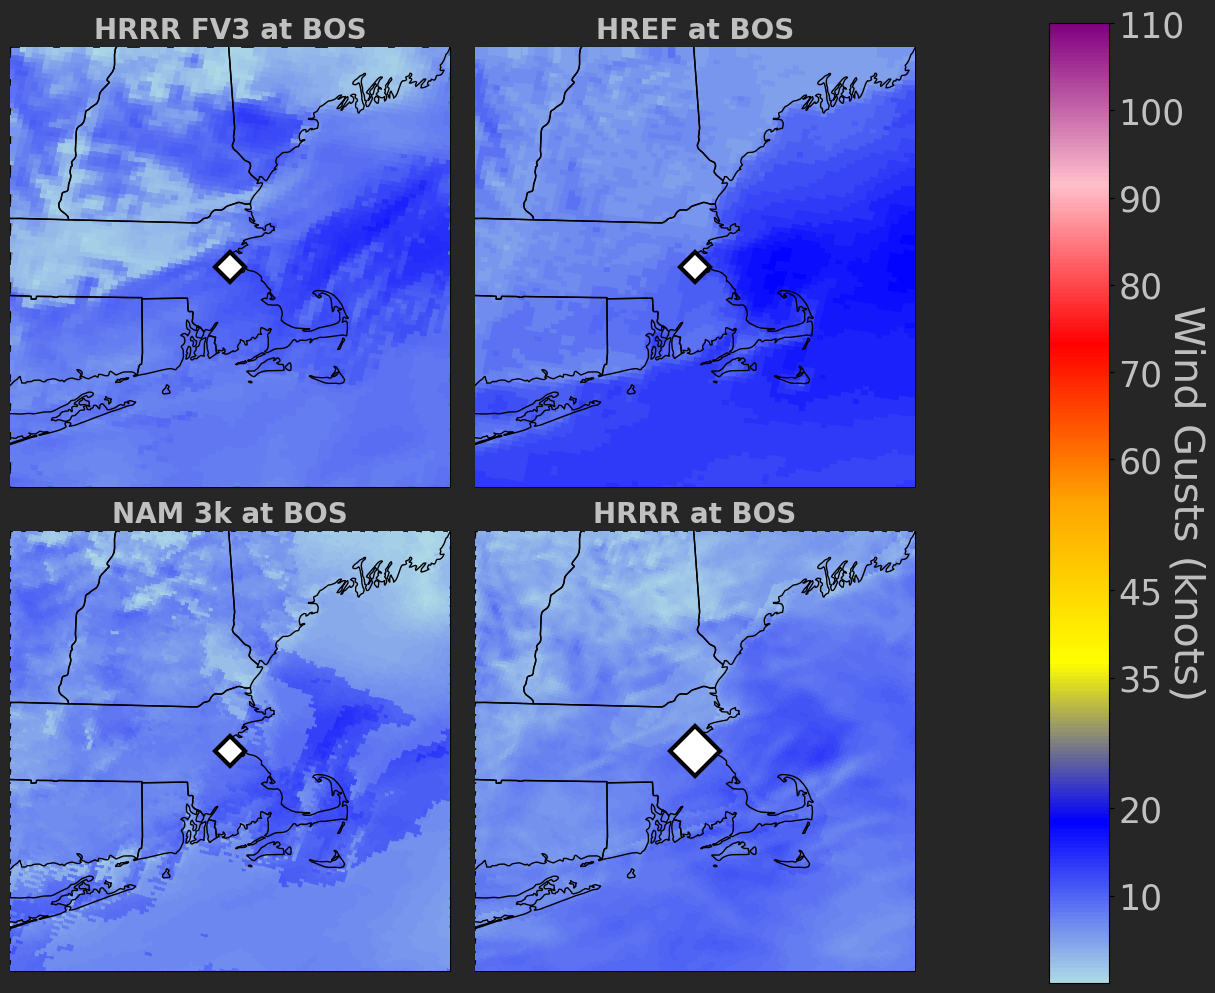 HRRR FV3 at BOS
HREF at BOS
NAM 3k at BOS
HRRR at BOS
110
100
90
80
70
60
45
35
20
10
Wind Gusts (knots)